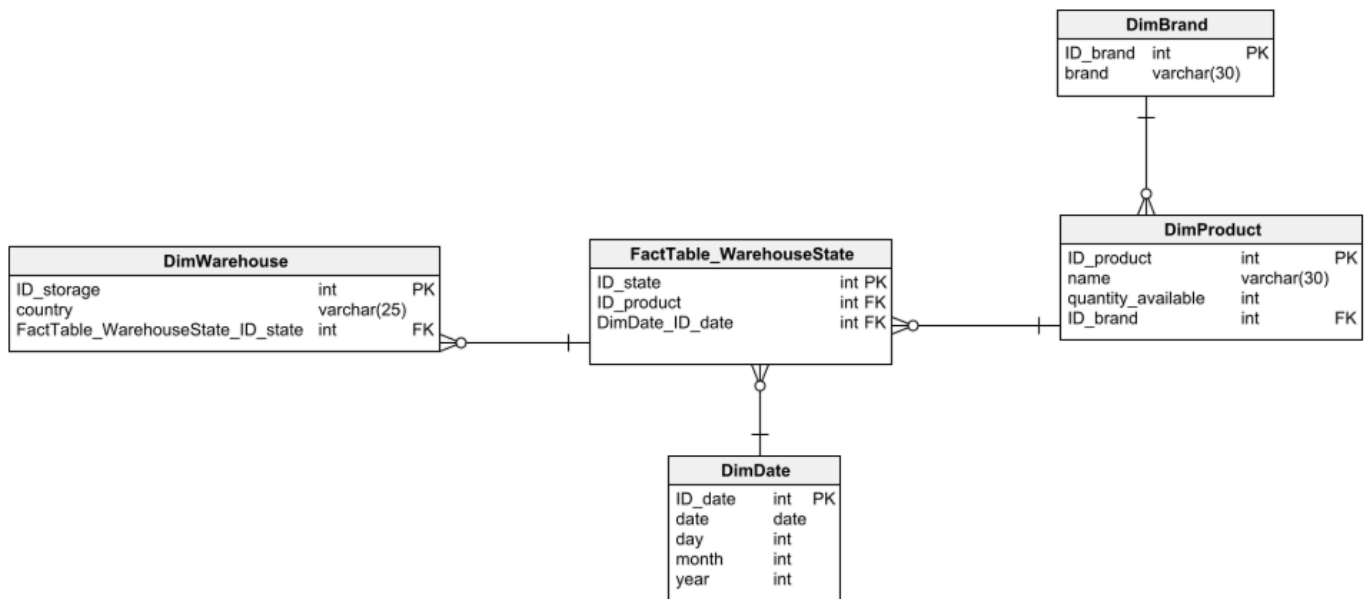 DimBrand
ID_brand int PK
brand varchar(30)
DimProduct
ID_product int PK
name varchar(30)
quantity_available int
ID_brand int FK
DimWarehouse
ID_storage int PK
country varchar(25)
FactTable_WarehouseState_ID_state int FK
FactTable_WarehouseState
ID_state int PK
ID_product int FK
DimDate_ID_date int FK
DimDate
ID_date int PK
date date
day int
month int
year int